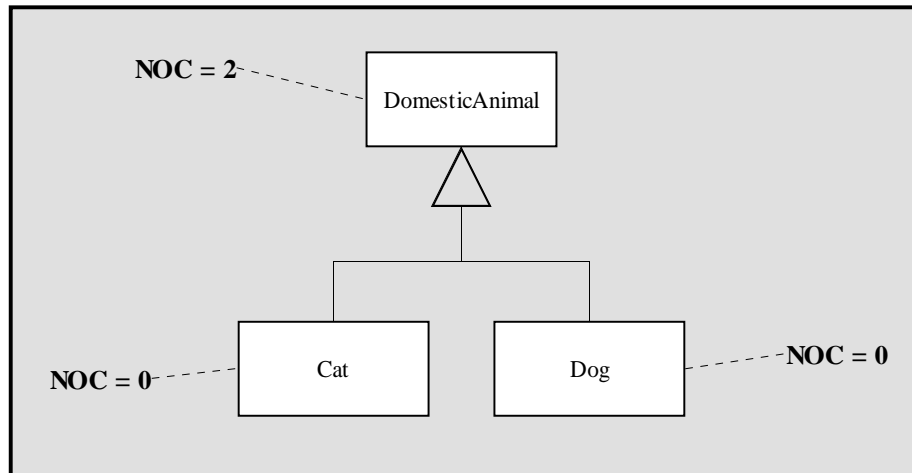 NOC = 2
DomesticAnimal
Cat
Dog
NOC = 0
NOC = 0